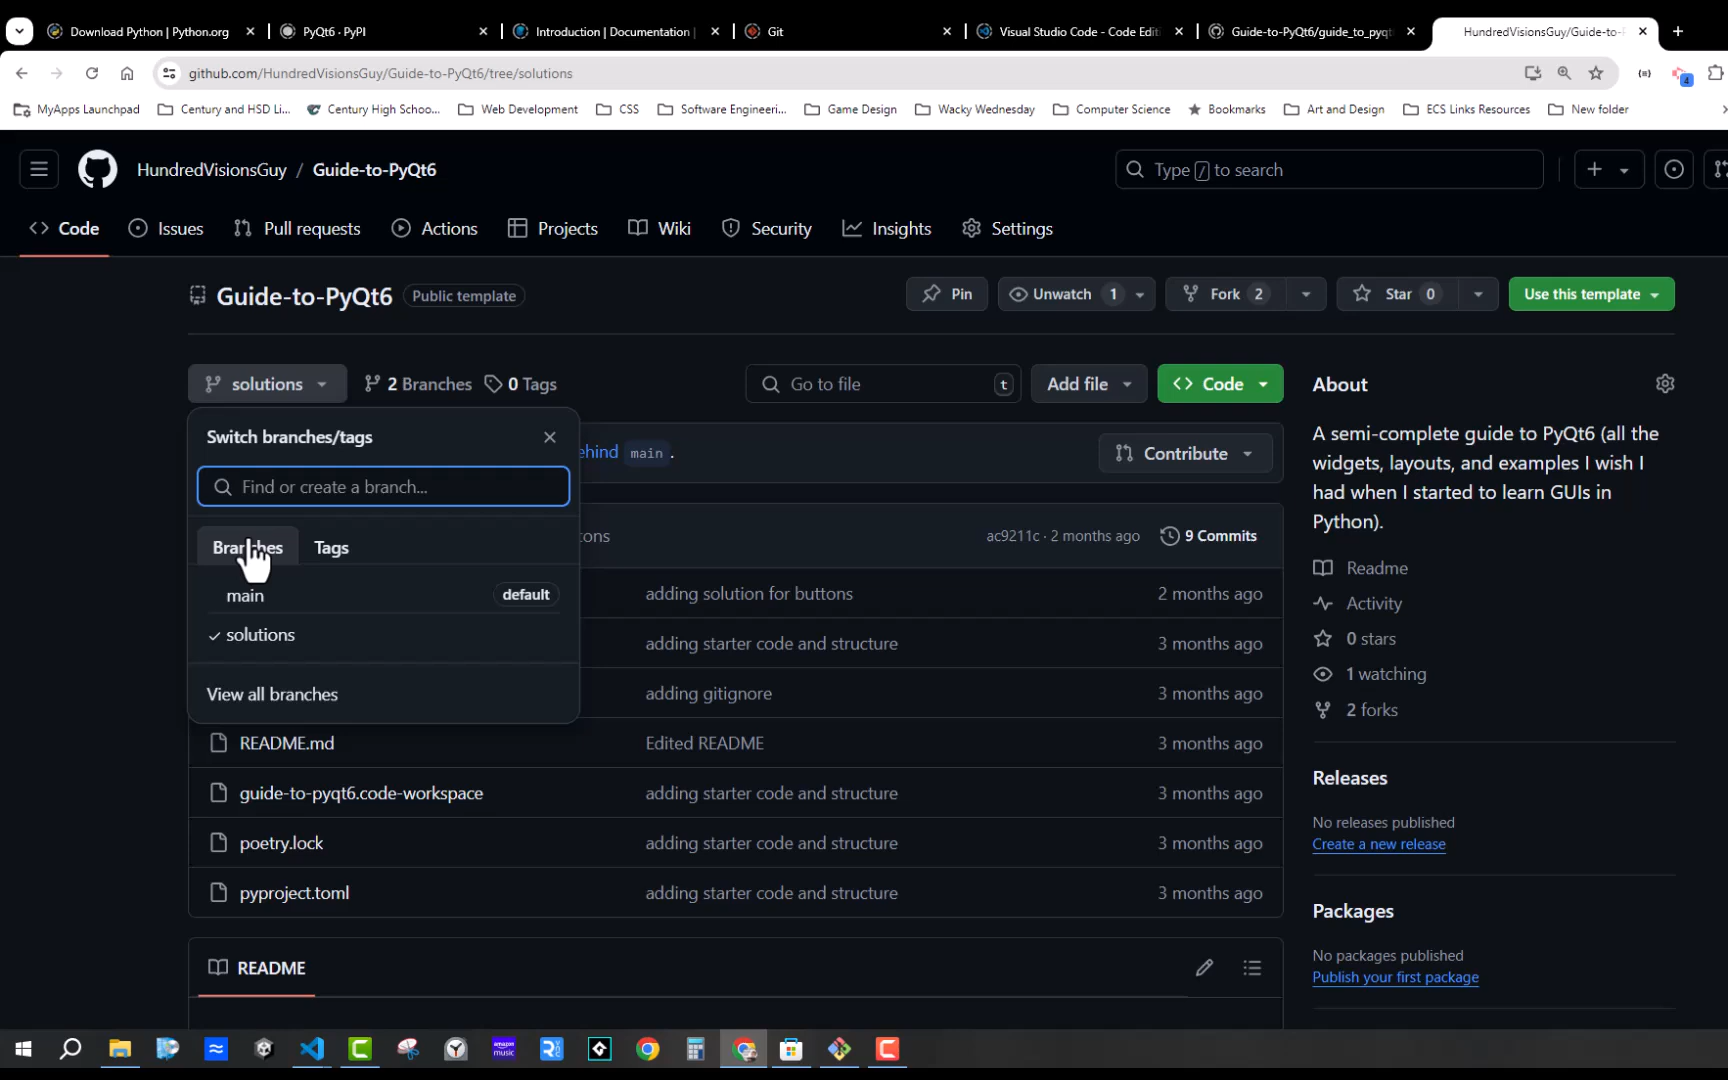 Download Python | Python.org
PyQt6 · PyPI
Introduction | Documentation |
Git
Visual Studio Code - Code Edit
Guide-to-PyQt6/guide_to_pyqt
HundredVisionsGuy/Guide-to-
github.com/HundredVisionsGuy/Guide-to-PyQt6/tree/solutions
4
MyApps Launchpad
Century and HSD Li...
Century High Schoo...
Web Development
CSS
Software Engineeri...
Game Design
Wacky Wednesday
Computer Science
Bookmarks
Art and Design
ECS Links Resources
New folder
HundredVisionsGuy / Guide-to-PyQt6
Type / to search
Code
Issues
Pull requests
Actions
Projects
Wiki
Security
Insights
Settings
Guide-to-PyQt6
Public template
Pin
Unwatch 1
Fork 2
Star 0
Use this template
solutions
2 Branches
0 Tags
Go to file
t
Add file
Code
About
Switch branches/tags
Find or create a branch...
Branches
Tags
main
default
solutions
View all branches
ehind main .
Contribute
ons
ac9211c · 2 months ago
9 Commits
adding solution for buttons
2 months ago
adding starter code and structure
3 months ago
adding gitignore
3 months ago
README.md
Edited README
3 months ago
guide-to-pyqt6.code-workspace
adding starter code and structure
3 months ago
poetry.lock
adding starter code and structure
3 months ago
pyproject.toml
adding starter code and structure
3 months ago
README
A semi-complete guide to PyQt6 (all the
widgets, layouts, and examples I wish I
had when I started to learn GUIs in
Python).
Readme
Activity
0 stars
1 watching
2 forks
Releases
No releases published
Create a new release
Packages
No packages published
Publish your first package
music